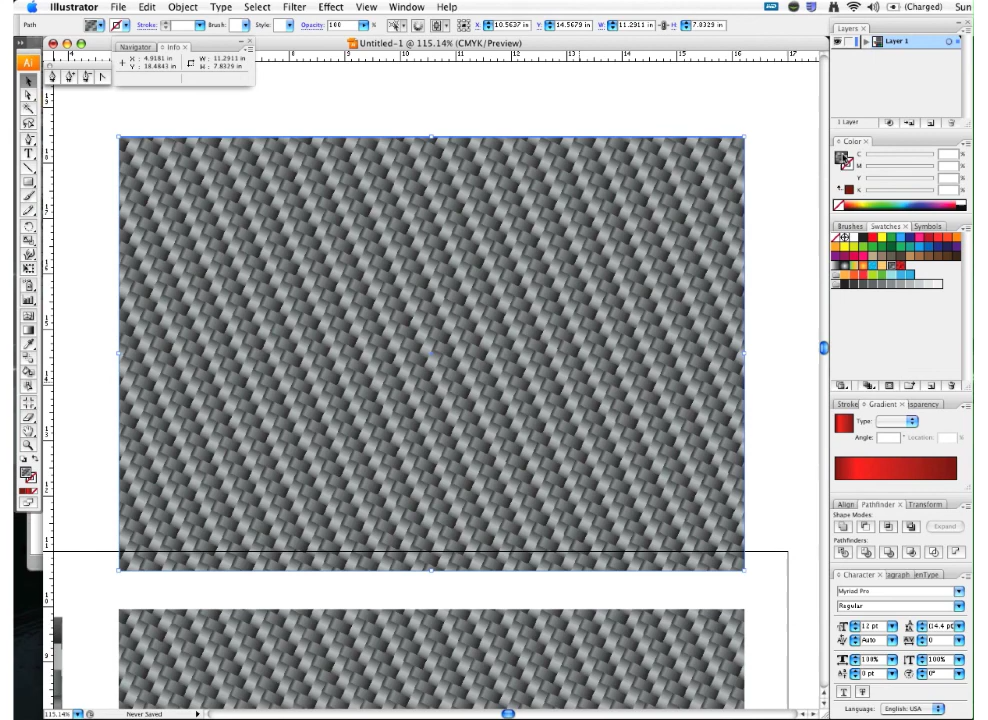 Illustrator File Edit Object Type Select Filter Effect View Window Help (Charged) Sun
Path Stroke: Brush: Style: Opacity: 100 % X: 10.5637 in Y: 14.5679 in W: 11.2911 in H: 7.8329 in
Untitled-1 @ 115.14% (CMYK/Preview)
Navigator Info ×
X : 4.9181 in W : 11.2911 in
Y : 18.4843 in H : 7.8329 in
Ai
Layers ×
Layer 1
1 Layer
Color ×
C %
M %
Y %
K %
Brushes Swatches × Symbols
Stroke Gradient × nsparency
Type:
Angle: ° Location: %
Align Pathfinder × Transform
Shape Modes:
Expand
Pathfinders:
Character × agraph enType
Myriad Pro
Regular
12 pt (14.4 pt)
Auto 0
100% 100%
0 pt 0°
Language: English: USA
115.14% Never Saved